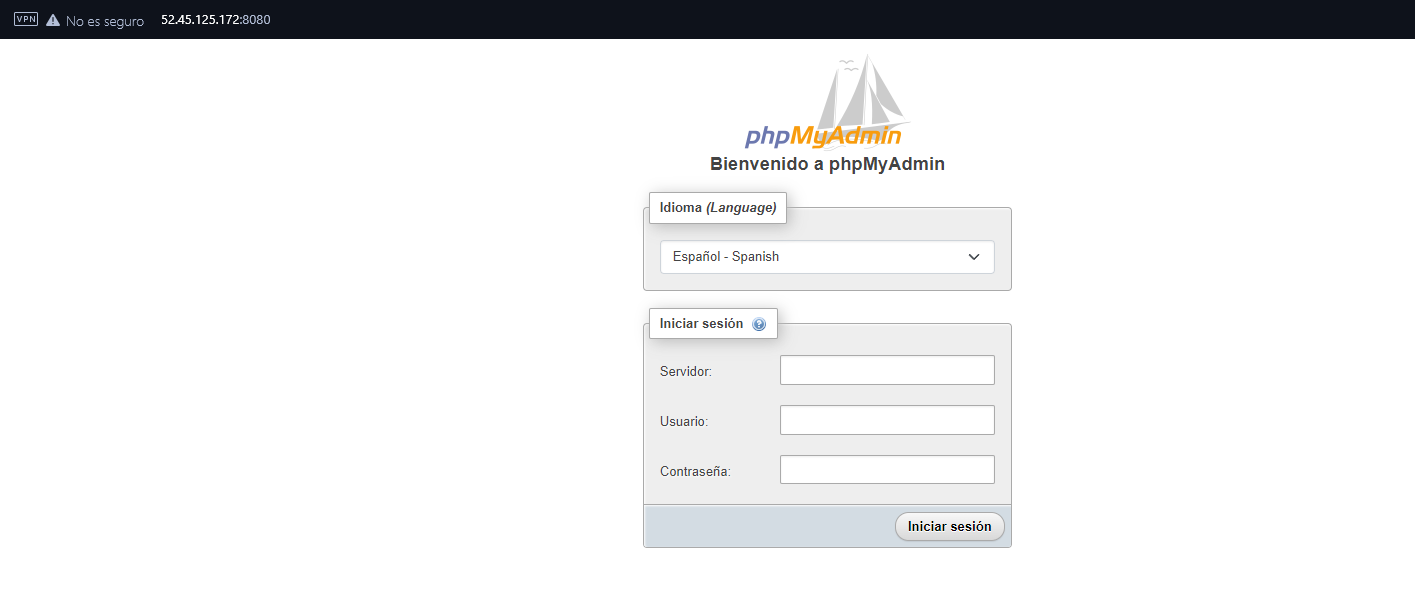 VPN No es seguro 52.45.125.172:8080
phpMyAdmin
Bienvenido a phpMyAdmin
Idioma (Language)
Español - Spanish
Iniciar sesión ?
Servidor:
Usuario:
Contraseña:
Iniciar sesión